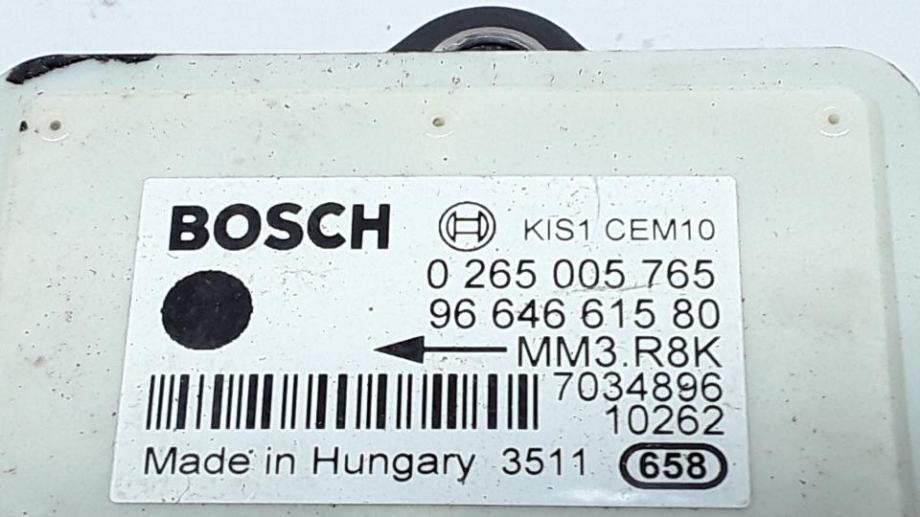 BOSCH KIS1 CEM10
0 265 005 765
96 646 615 80
MM3.R8K
7034896
10262
Made in Hungary 3511 658